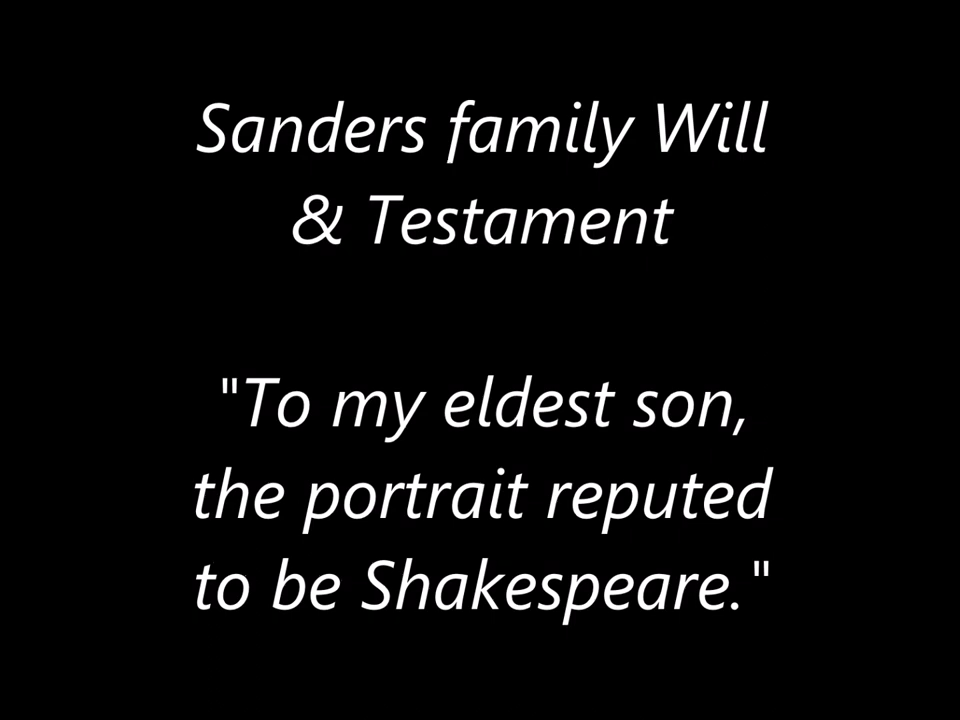 Sanders family Will
& Testament
"To my eldest son,
the portrait reputed
to be Shakespeare."